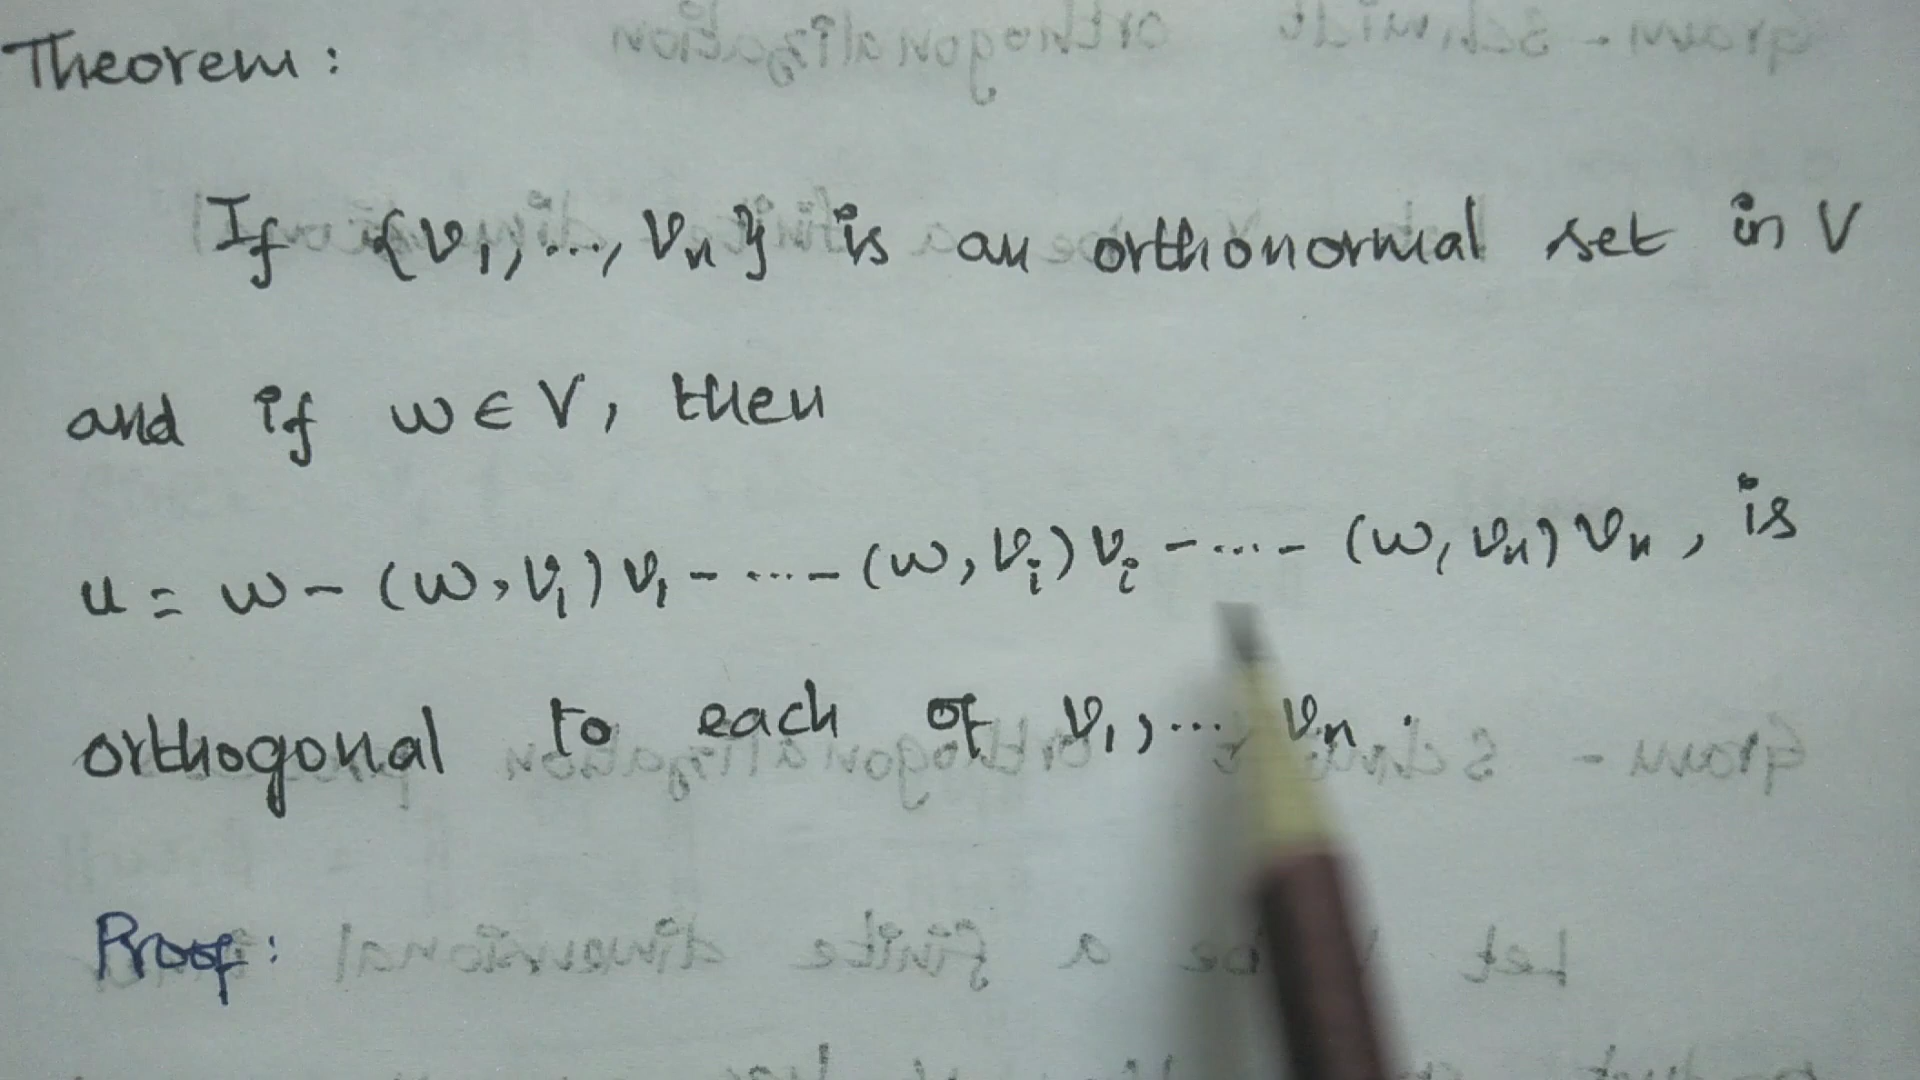 Theorem:
If {v₁, ..., vₙ} is an orthonormal set in V
and if w ∈ V, then
u = w - (w, v₁) v₁ - ... - (w, vᵢ) vᵢ - ... - (w, vₙ) vₙ, is
orthogonal to each of v₁, ..., vₙ.
Proof: